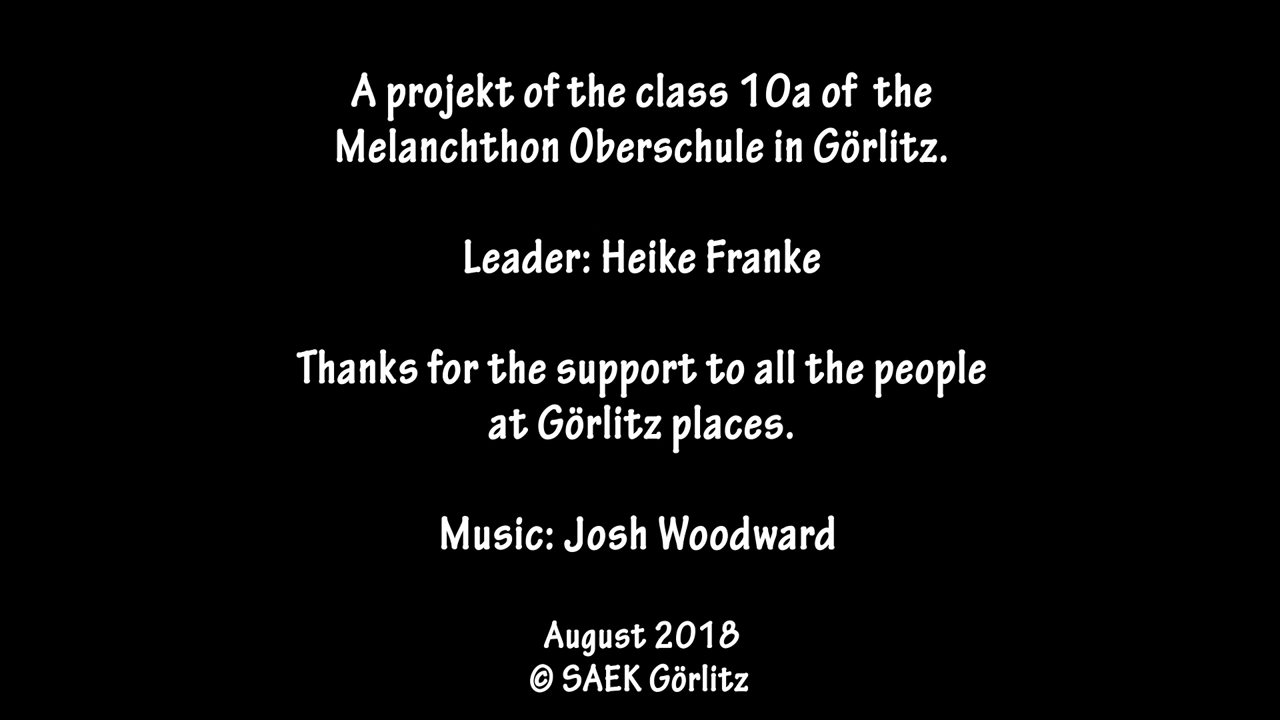 A projekt of the class 10a of the
Melanchthon Oberschule in Görlitz.
Leader: Heike Franke
Thanks for the support to all the people
at Görlitz places.
Music: Josh Woodward
August 2018
© SAEK Görlitz